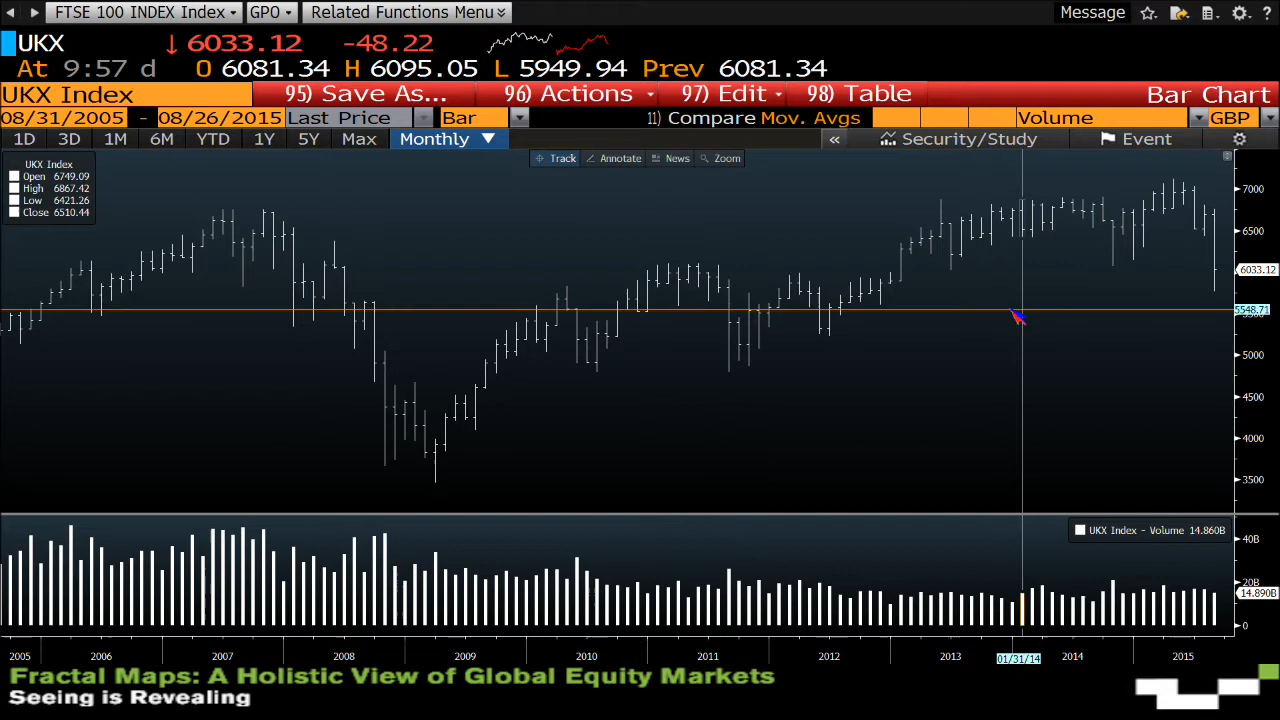 FTSE 100 INDEX Index GPO Related Functions Menu Message ?
UKX ↓ 6033.12 -48.22
At 9:57 d O 6081.34 H 6095.05 L 5949.94 Prev 6081.34
UKX Index 95) Save As... 96) Actions 97) Edit 98) Table Bar Chart
08/31/2005 - 08/26/2015 Last Price Bar 11) Compare Mov. Avgs Volume GBP
1D 3D 1M 6M YTD 1Y 5Y Max Monthly ▼ « Security/Study Event
Track Annotate News Zoom
UKX Index
Open 6749.09
High 6867.42
Low 6421.26
Close 6510.44
7000
6500
6033.12
5548.71
5000
4500
4000
3500
UKX Index - Volume 14.860B
40B
20B
14.890B
0
2005 2006 2007 2008 2009 2010 2011 2012 2013 01/31/14 2014 2015
Fractal Maps: A Holistic View of Global Equity Markets
Seeing is Revealing